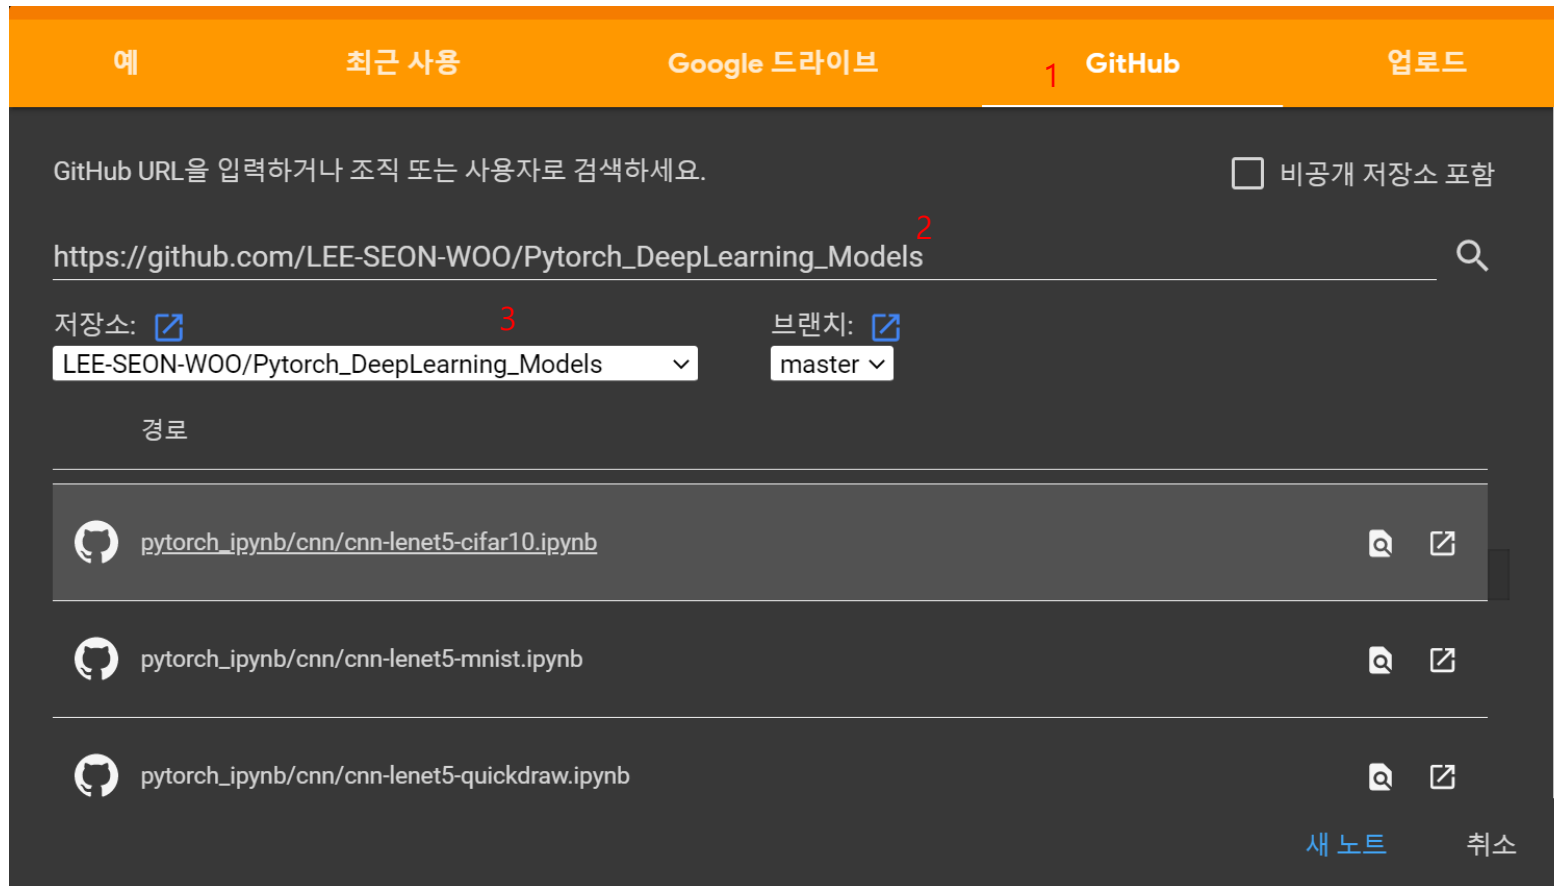 예 최근 사용 Google 드라이브 1 GitHub 업로드
GitHub URL을 입력하거나 조직 또는 사용자로 검색하세요. 비공개 저장소 포함
2
https://github.com/LEE-SEON-WOO/Pytorch_DeepLearning_Models
저장소: 3 브랜치:
LEE-SEON-WOO/Pytorch_DeepLearning_Models master
경로
pytorch_ipynb/cnn/cnn-lenet5-cifar10.ipynb
pytorch_ipynb/cnn/cnn-lenet5-mnist.ipynb
pytorch_ipynb/cnn/cnn-lenet5-quickdraw.ipynb
새 노트 취소